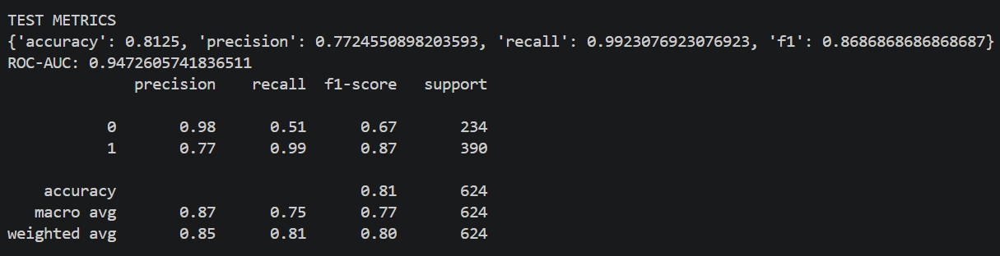 TEST METRICS
{'accuracy': 0.8125, 'precision': 0.7724550898203593, 'recall': 0.9923076923076923, 'f1': 0.8686868686868687}
ROC-AUC: 0.9472605741836511
precision recall f1-score support
0 0.98 0.51 0.67 234
1 0.77 0.99 0.87 390
accuracy 0.81 624
macro avg 0.87 0.75 0.77 624
weighted avg 0.85 0.81 0.80 624